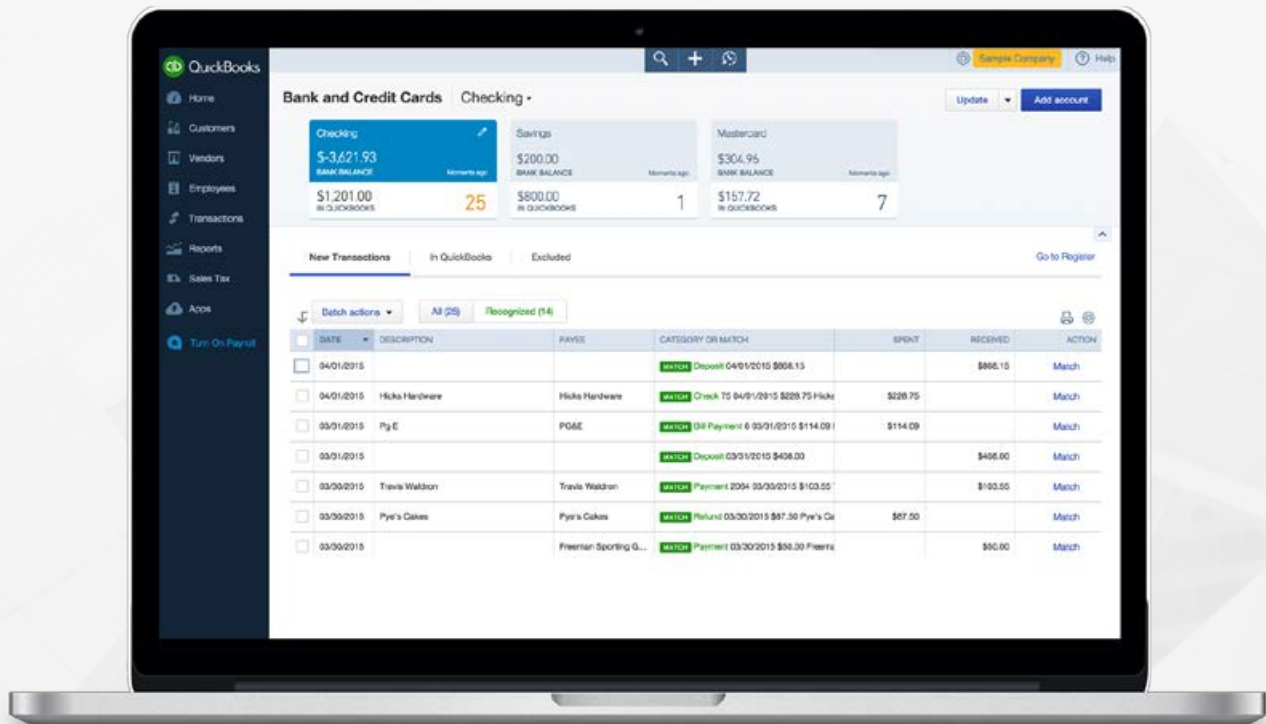 QuickBooks
Sample Company
Help
Home
Customers
Vendors
Employees
Transactions
Reports
Sales Tax
Apps
Turn On Payroll
Bank and Credit Cards Checking
Update
Add account
Checking
$-3,621.93
BANK BALANCE Moments ago
$1,201.00
IN QUICKBOOKS
25
Savings
$200.00
BANK BALANCE Moments ago
$800.00
IN QUICKBOOKS
1
Mastercard
$304.96
BANK BALANCE Moments ago
$157.72
IN QUICKBOOKS
7
New Transactions In QuickBooks Excluded Go to Register
Batch actions All (25) Recognized (14)
DATE DESCRIPTION PAYEE CATEGORY OR MATCH SPENT RECEIVED ACTION
04/01/2015 MATCH Deposit 04/01/2015 $868.15 $868.15 Match
04/01/2015 Hicks Hardware Hicks Hardware MATCH Check 75 04/01/2015 $228.75 Hicks $228.75 Match
03/31/2015 Pg E PG&E MATCH Bill Payment 6 03/31/2015 $114.09 $114.09 Match
03/31/2015 MATCH Deposit 03/31/2015 $408.00 $408.00 Match
03/30/2015 Travis Waldron Travis Waldron MATCH Payment 2064 03/30/2015 $103.55 $103.55 Match
03/30/2015 Pye's Cakes Pye's Cakes MATCH Refund 03/30/2015 $87.50 Pye's Ca $87.50 Match
03/30/2015 Freeman Sporting G... MATCH Payment 03/30/2015 $50.00 Freema $50.00 Match